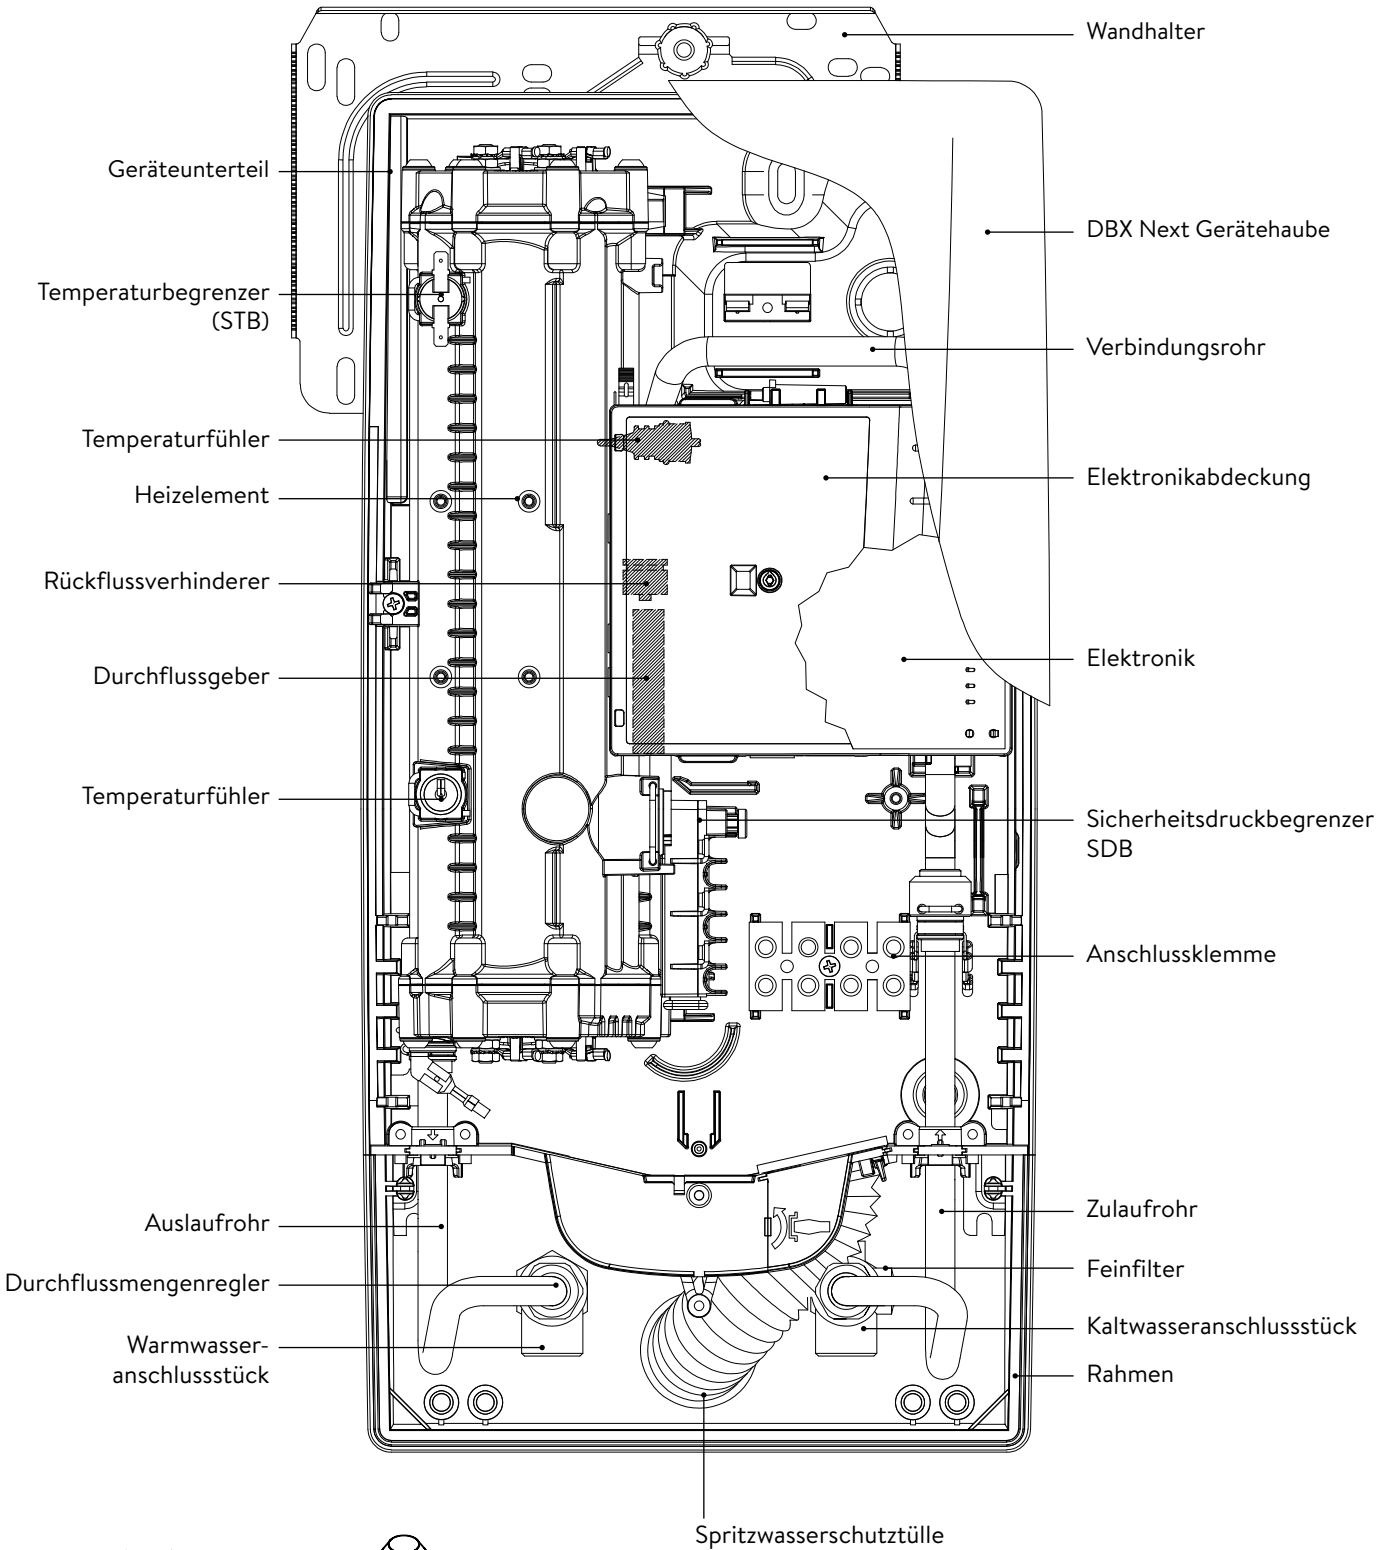 Wandhalter
Geräteunterteil
DBX Next Gerätehaube
Temperaturbegrenzer
(STB)
Verbindungsrohr
Temperaturfühler
Elektronikabdeckung
Heizelement
Rückflussverhinderer
Durchflussgeber
Elektronik
Temperaturfühler
Sicherheitsdruckbegrenzer
SDB
Anschlussklemme
Auslaufrohr
Zulaufrohr
Durchflussmengenregler
Feinfilter
Warmwasser-
anschlussstück
Kaltwasseranschlussstück
Rahmen
Spritzwasserschutztülle